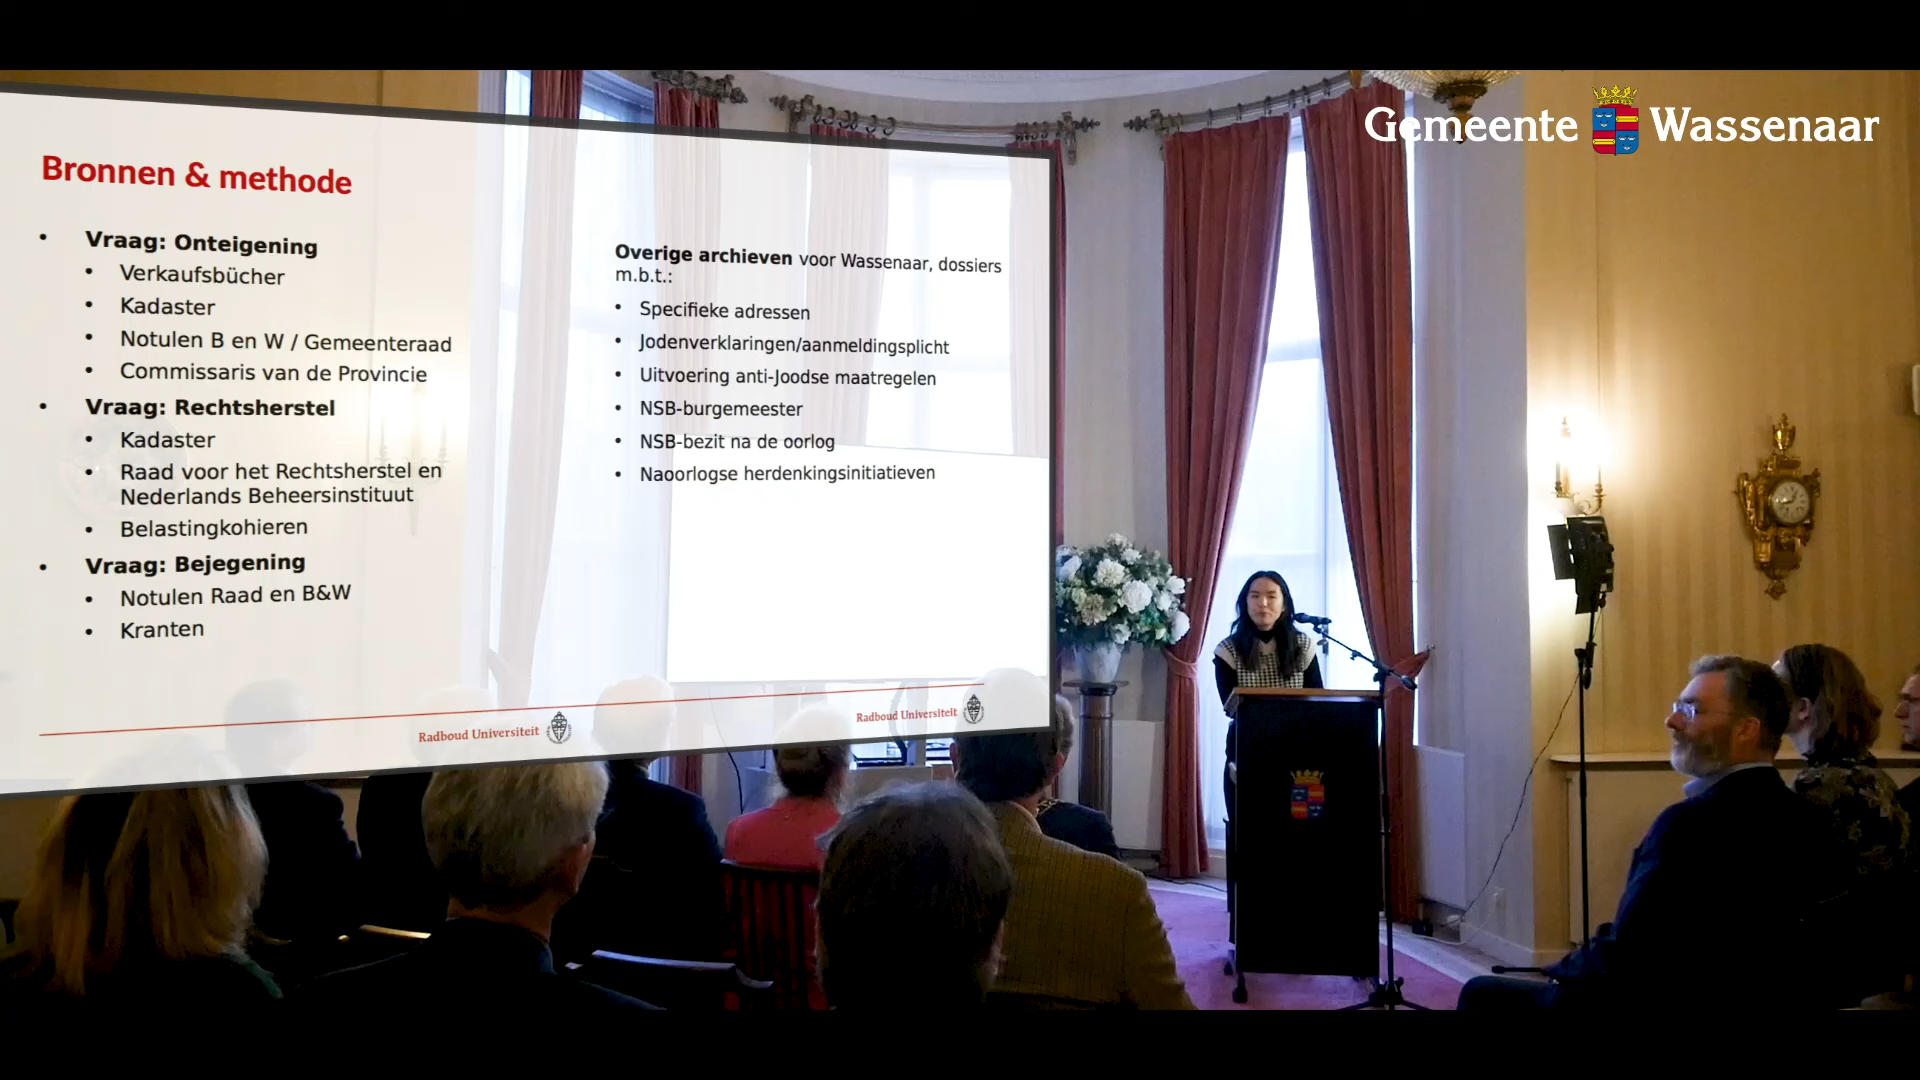 Gemeente Wassenaar
Bronnen & methode
• Vraag: Onteigening
• Verkaufsbücher
• Kadaster
• Notulen B en W / Gemeenteraad
• Commissaris van de Provincie
• Vraag: Rechtsherstel
• Kadaster
• Raad voor het Rechtsherstel en
Nederlands Beheersinstituut
• Belastingkohieren
• Vraag: Bejegening
• Notulen Raad en B&W
• Kranten
Overige archieven voor Wassenaar, dossiers
m.b.t.:
• Specifieke adressen
• Jodenverklaringen/aanmeldingsplicht
• Uitvoering anti-Joodse maatregelen
• NSB-burgemeester
• NSB-bezit na de oorlog
• Naoorlogse herdenkingsinitiatieven
Radboud Universiteit
Radboud Universiteit